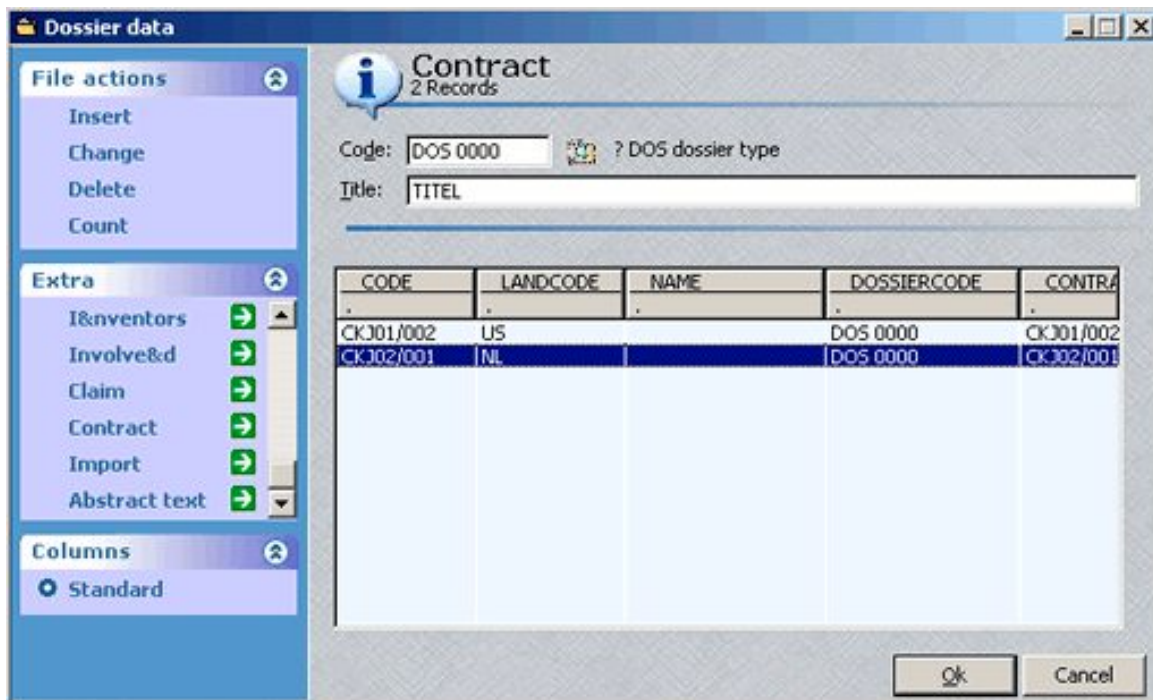 Dossier data
File actions
Insert
Change
Delete
Count
Extra
I&nventors
Involve&d
Claim
Contract
Import
Abstract text
Columns
Standard
Contract
2 Records
Code: DOS 0000 ? DOS dossier type
Title: TITEL
CODE LANDCODE NAME DOSSIERCODE CONTRA
. . . . .
CKJ01/002 US DOS 0000 CKJ01/002
CKJ02/001 NL DOS 0000 CKJ02/001
Ok Cancel